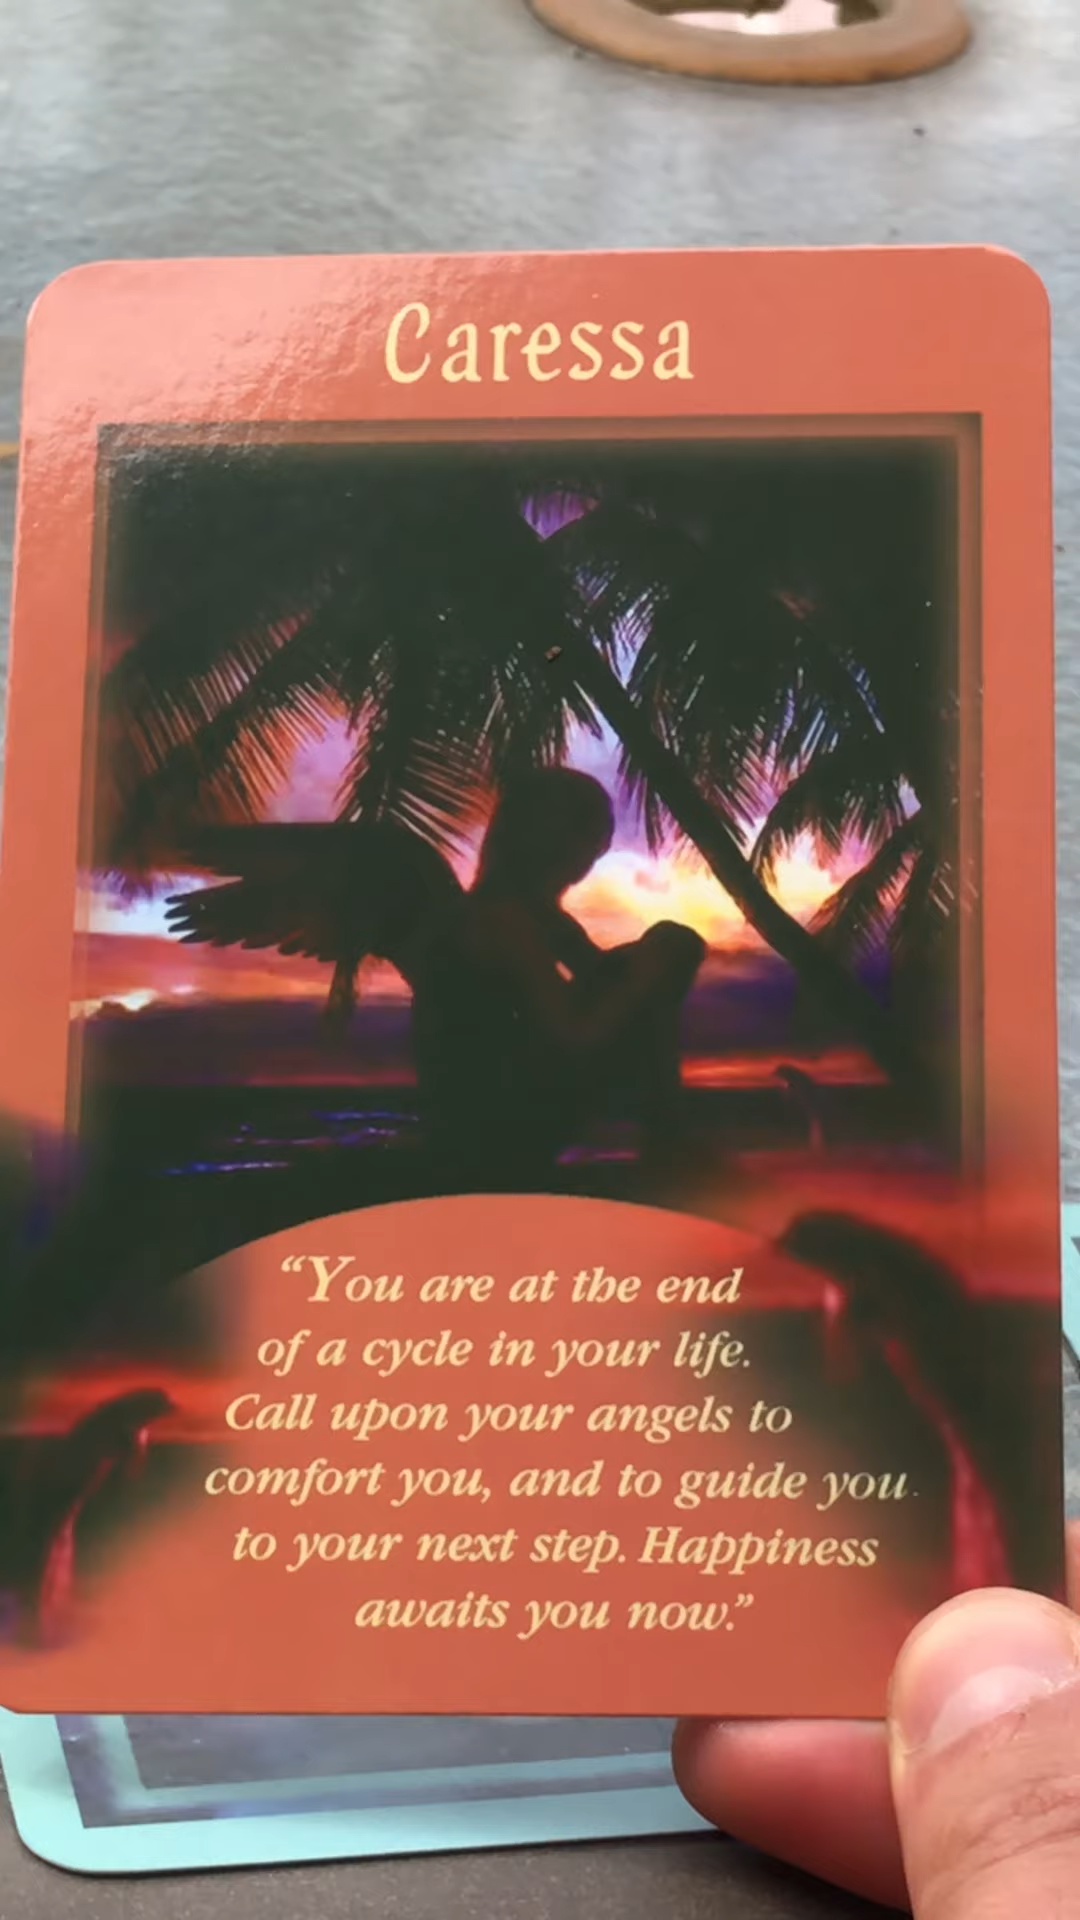 Caressa
“You are at the end
of a cycle in your life.
Call upon your angels to
comfort you, and to guide you
to your next step. Happiness
awaits you now.”